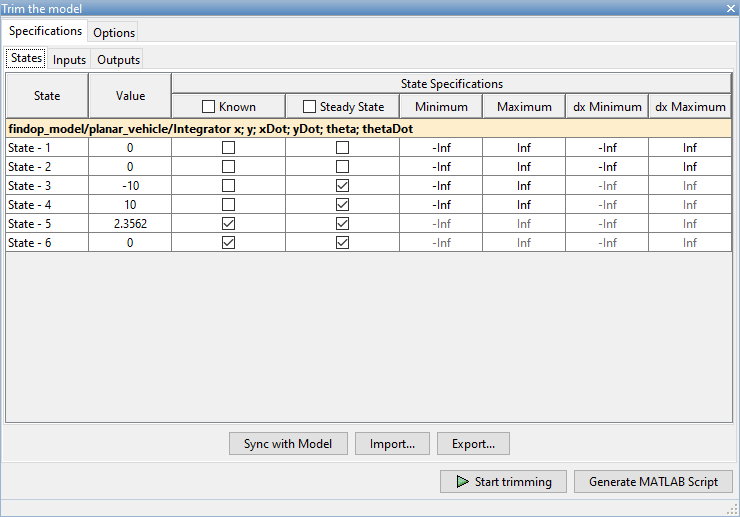 Trim the model
Specifications Options
States Inputs Outputs
State Value State Specifications
Known Steady State Minimum Maximum dx Minimum dx Maximum
findop_model/planar_vehicle/Integrator x; y; xDot; yDot; theta; thetaDot
State - 1 0 -Inf Inf -Inf Inf
State - 2 0 -Inf Inf -Inf Inf
State - 3 -10 -Inf Inf -Inf Inf
State - 4 10 -Inf Inf -Inf Inf
State - 5 2.3562 -Inf Inf -Inf Inf
State - 6 0 -Inf Inf -Inf Inf
Sync with Model Import... Export...
Start trimming Generate MATLAB Script